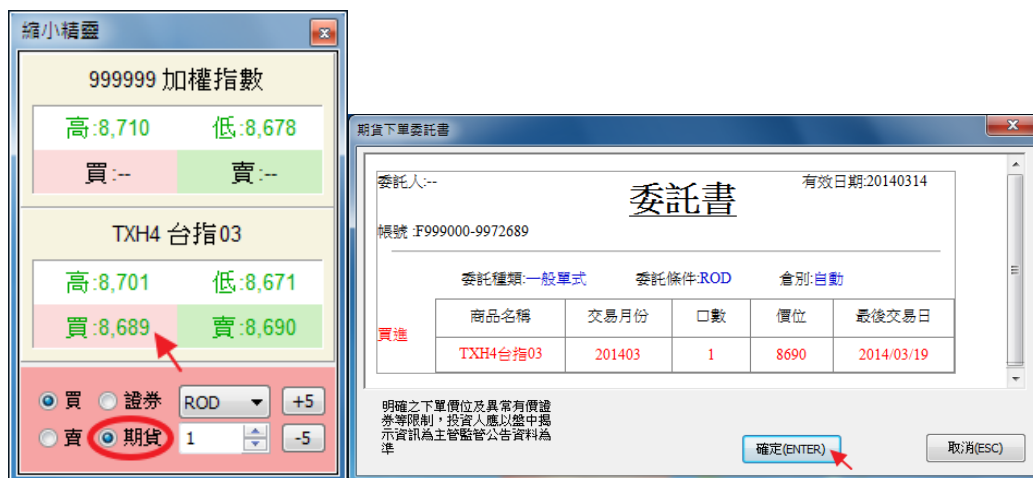 縮小精靈
999999 加權指數
高:8,710 低:8,678
買:-- 賣:--
TXH4 台指03
高:8,701 低:8,671
買:8,689 賣:8,690
買 證券 ROD +5
賣 期貨 1 -5
期貨下單委託書
委託人:-- 有效日期:20140314
委託書
帳號 :F999000-9972689
委託種類:一般單式 委託條件:ROD 倉別:自動
買進
商品名稱 交易月份 口數 價位 最後交易日
TXH4台指03 201403 1 8690 2014/03/19
明確之下單價位及異常有價證
券等限制，投資人應以盤中揭
示資訊為主管監管公告資料為
準
確定(ENTER) 取消(ESC)